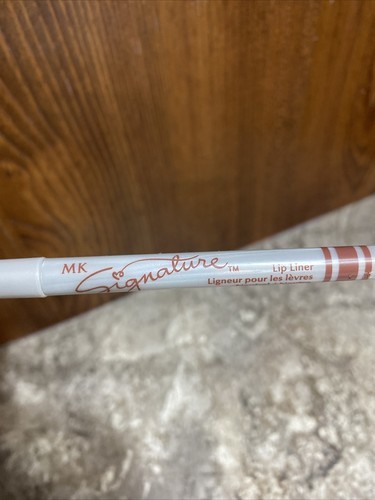 MK Signature™ Lip Liner
Ligneur pour les lèvres